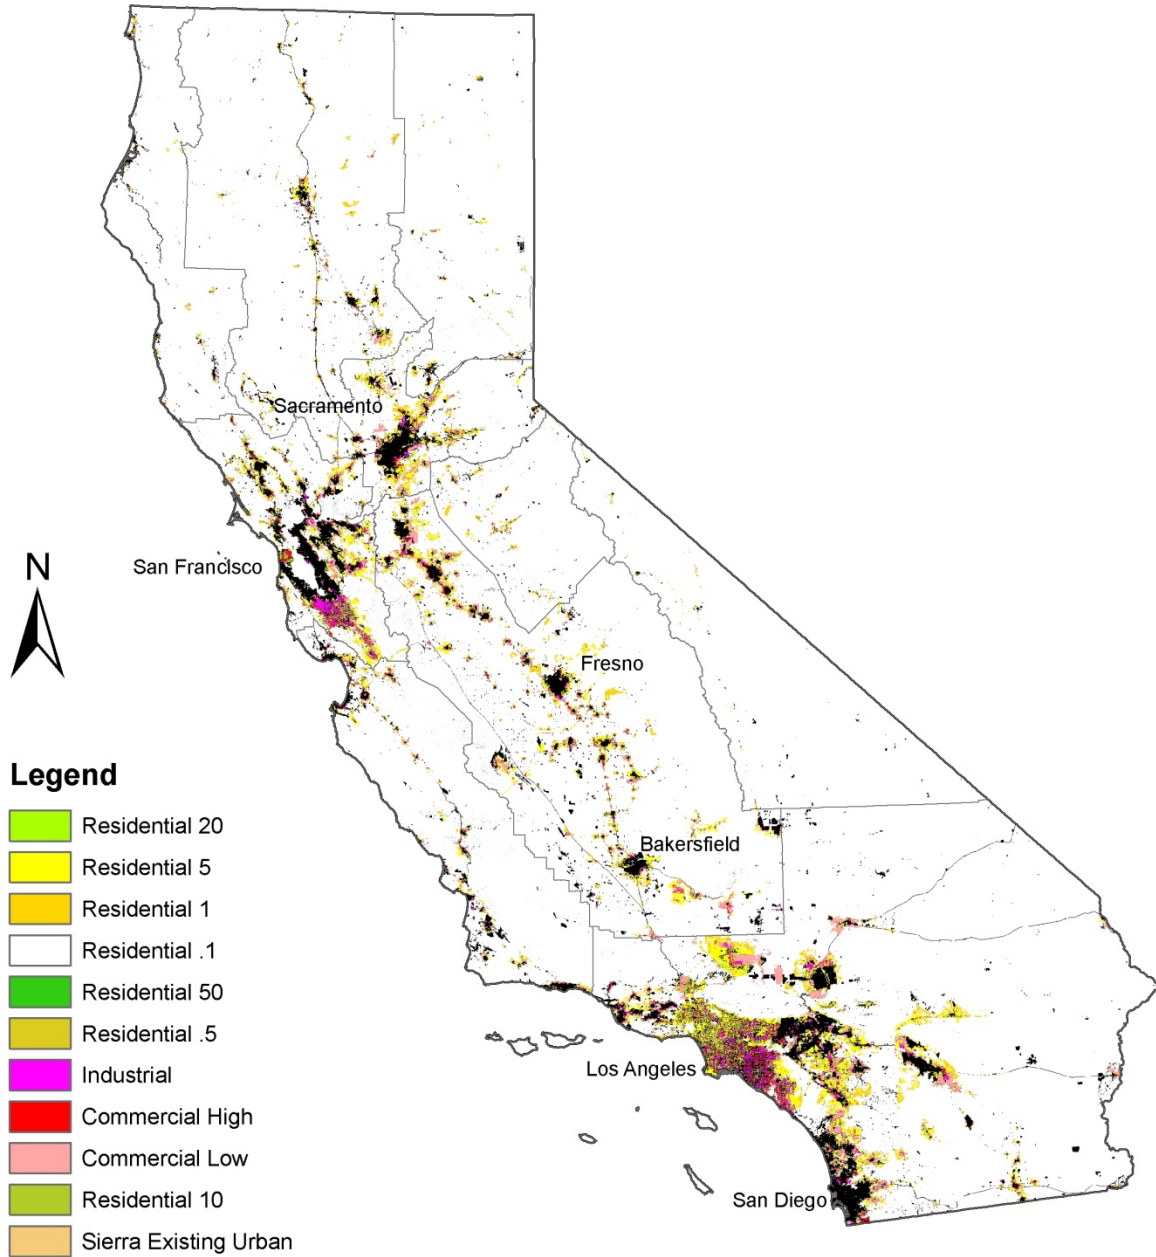 Sacramento
San Francisco
N
Fresno
Legend
Residential 20
Bakersfield
Residential 5
Residential 1
Residential .1
Residential 50
Residential .5
Los Angeles
Industrial
Commercial High
Commercial Low
San Diego
Residential 10
Sierra Existing Urban